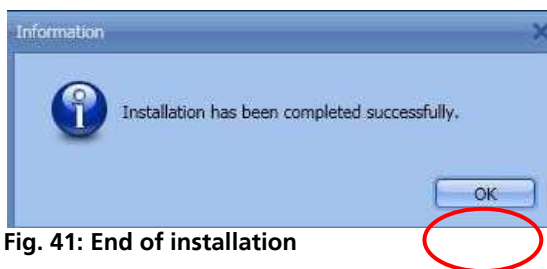 Information
Installation has been completed successfully.
OK
Fig. 41: End of installation